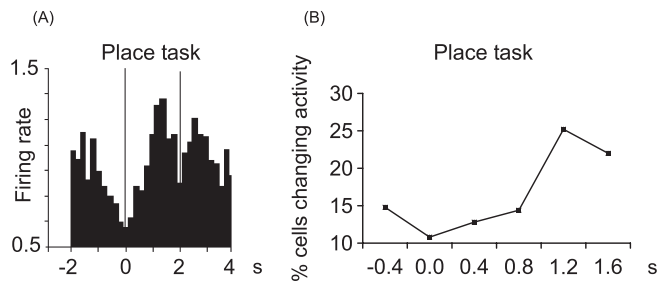 (A)
Place task
1.5
Firing rate
0.5
-2 0 2 4 s
(B)
Place task
30
25
20
15
10
% cells changing activity
-0.4 0.0 0.4 0.8 1.2 1.6 s